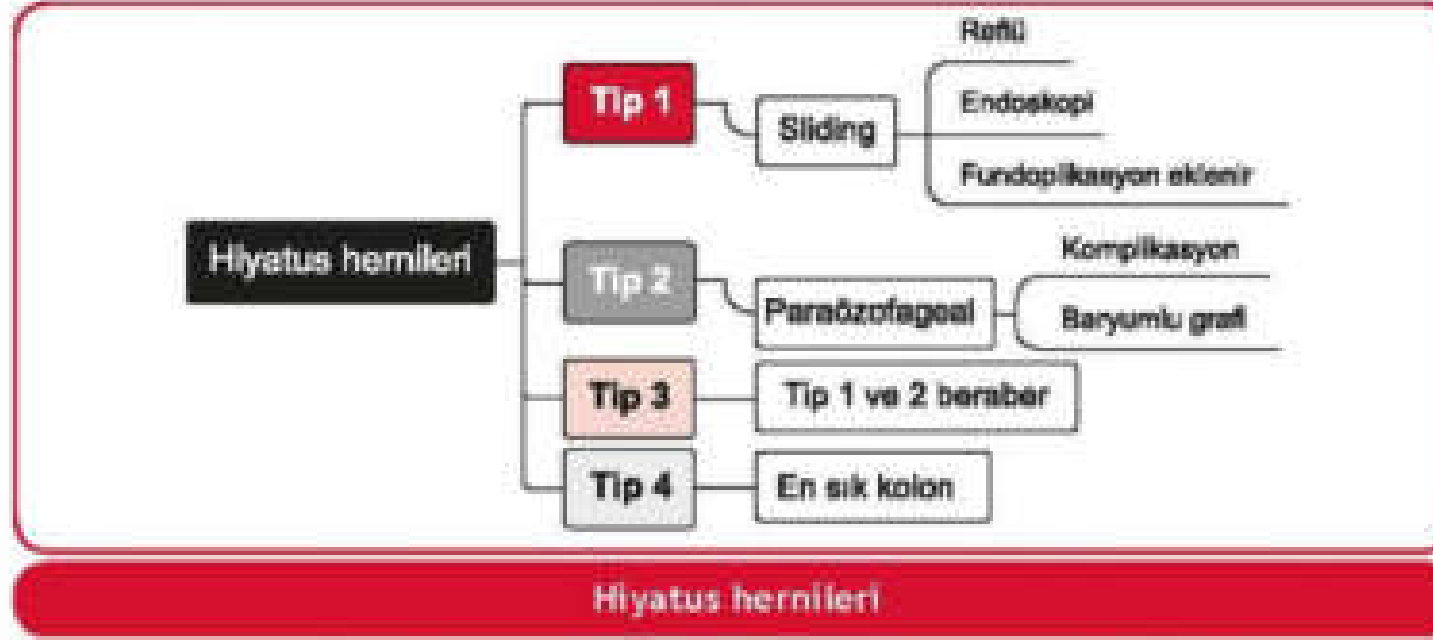 Hiyatus hernileri
Tip 1
Sliding
Reflü
Endoskopi
Fundoplikasyon eklenir
Tip 2
Paraözofageal
Komplikasyon
Baryumlu grafi
Tip 3
Tip 1 ve 2 beraber
Tip 4
En sık kolon
Hiyatus hernileri